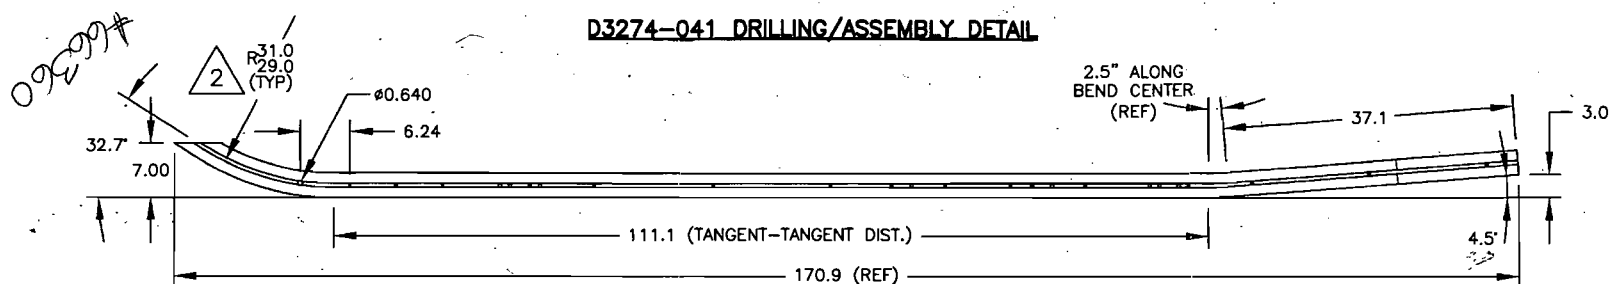 D3274-041 DRILLING/ASSEMBLY DETAIL
#66360
2
R31.0
29.0
(TYP)
ø0.640
6.24
2.5" ALONG
BEND CENTER
(REF)
37.1
3.0
32.7°
7.00
111.1 (TANGENT-TANGENT DIST.)
4.5°
170.9 (REF)